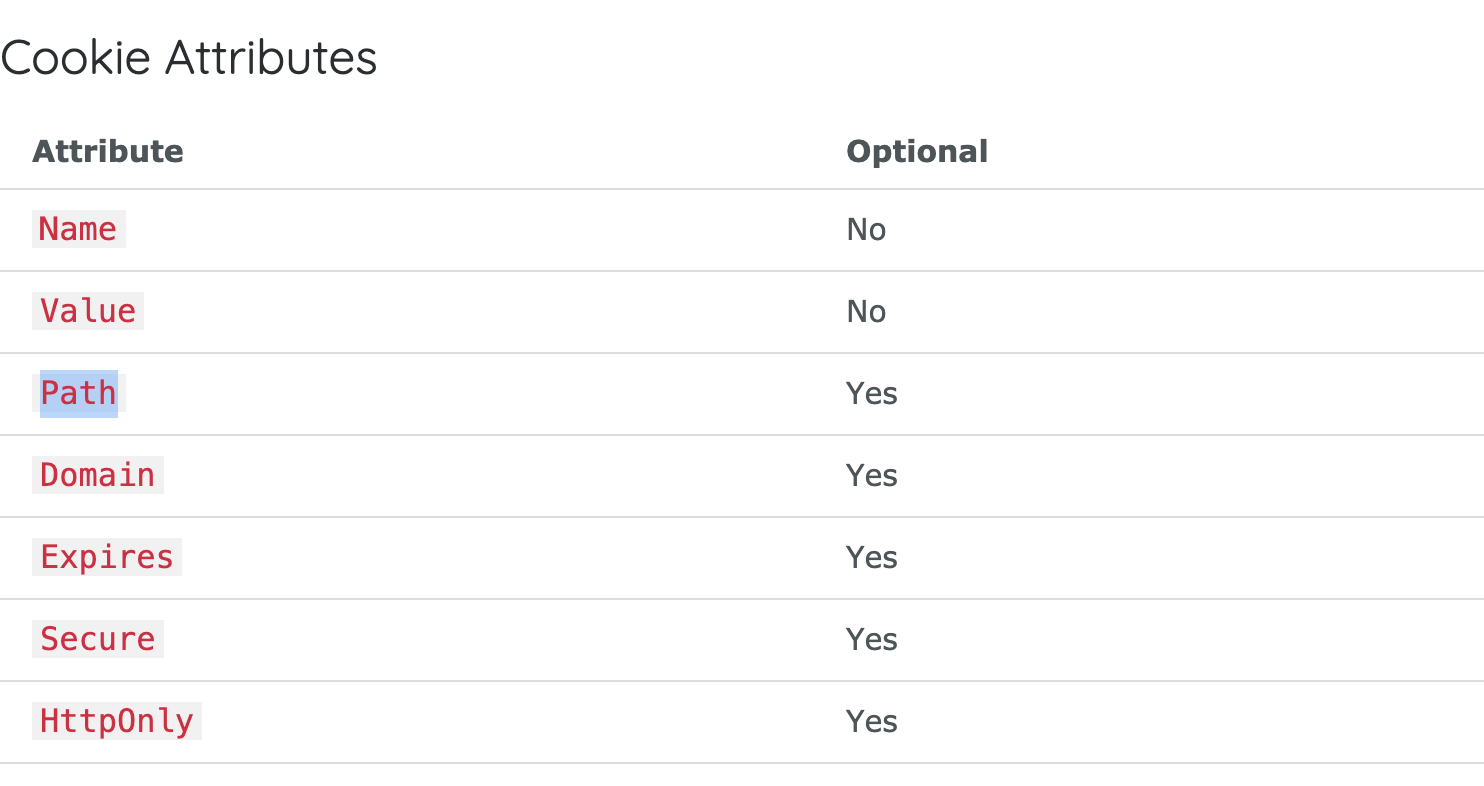 Cookie Attributes
Attribute Optional
Name No
Value No
Path Yes
Domain Yes
Expires Yes
Secure Yes
HttpOnly Yes